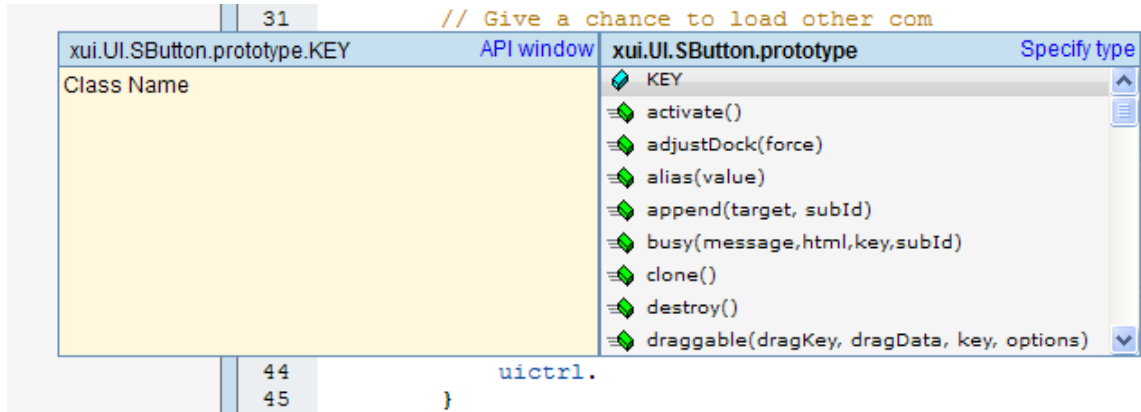 31 // Give a chance to load other com
xui.UI.SButton.prototype.KEY API window xui.UI.SButton.prototype Specify type
Class Name
KEY
activate()
adjustDock(force)
alias(value)
append(target, subId)
busy(message,html,key,subId)
clone()
destroy()
draggable(dragKey, dragData, key, options)
44 uictrl.
45 }